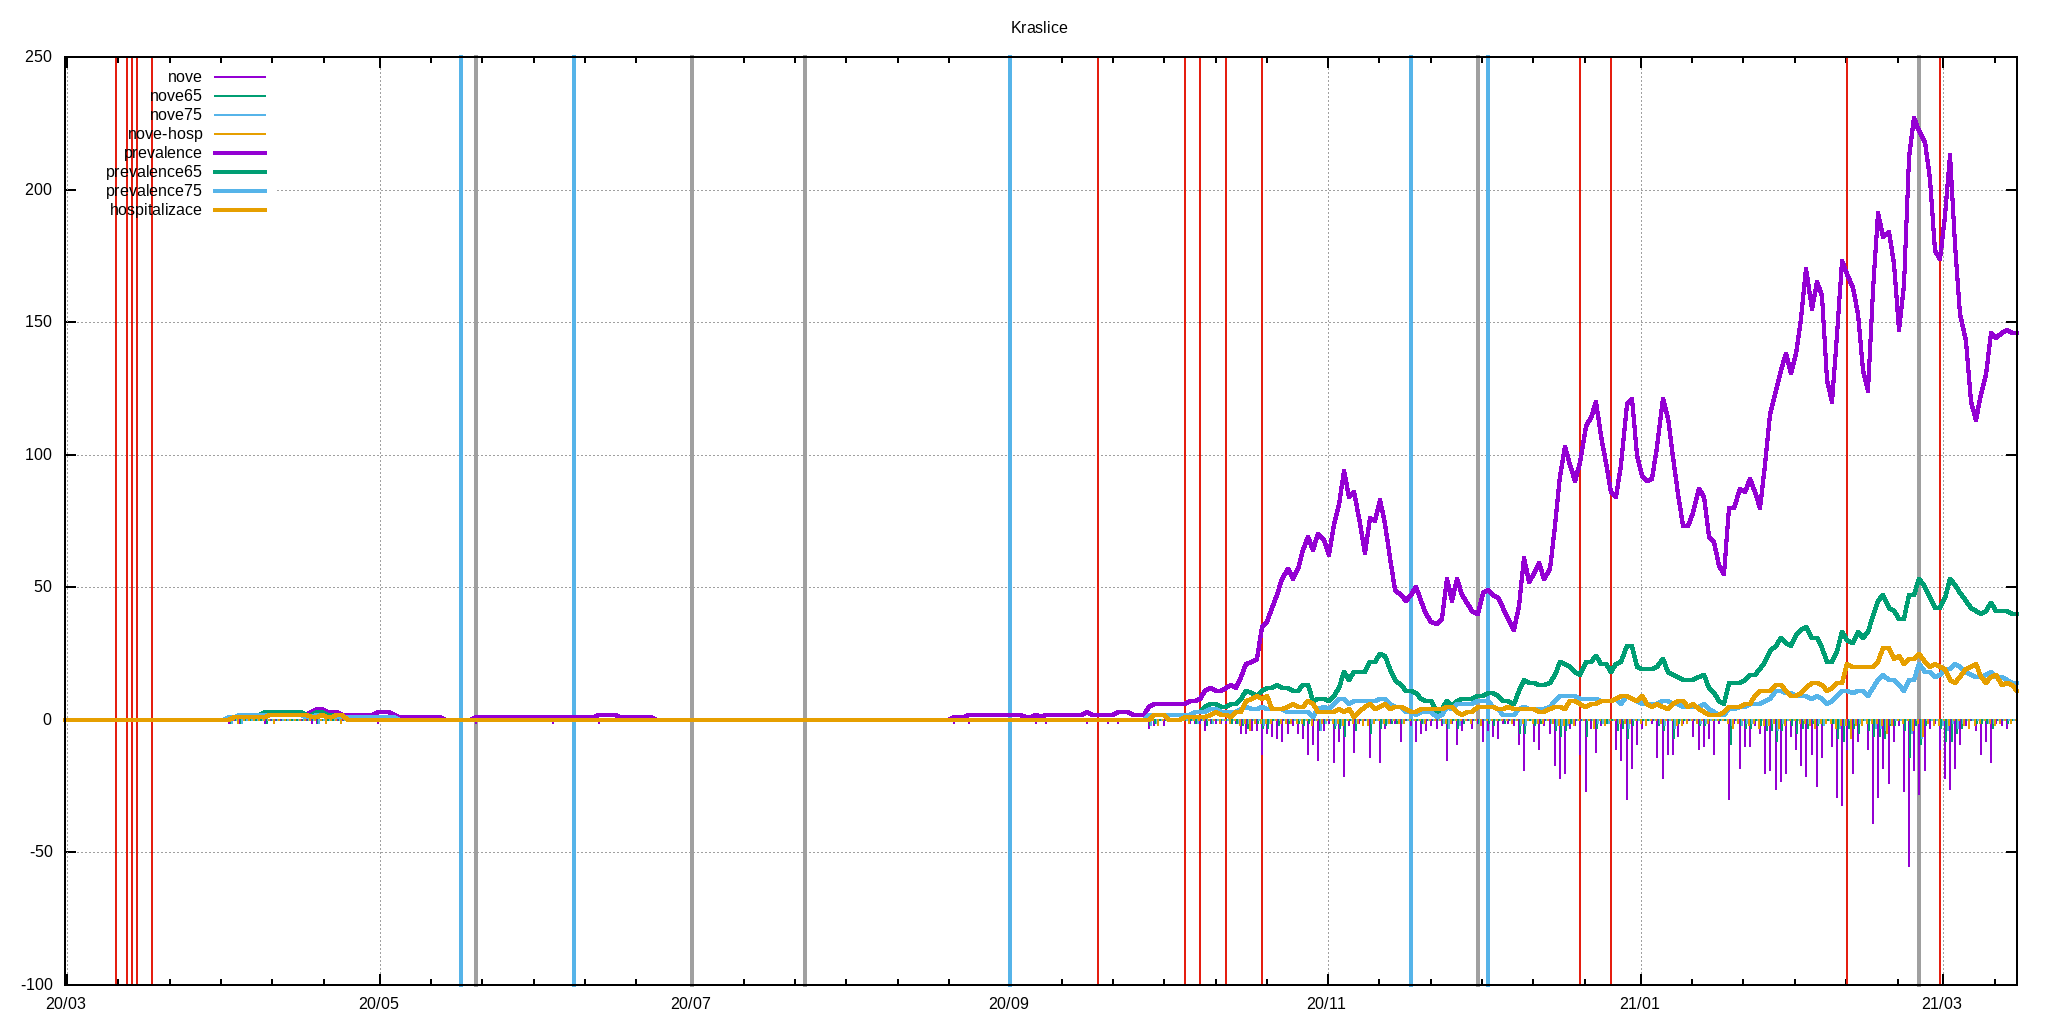 Kraslice
250
200
150
100
50
0
-50
-100
nove
nove65
nove75
nove-hosp
prevalence
prevalence65
prevalence75
hospitalizace
20/03 20/05 20/07 20/09 20/11 21/01 21/03